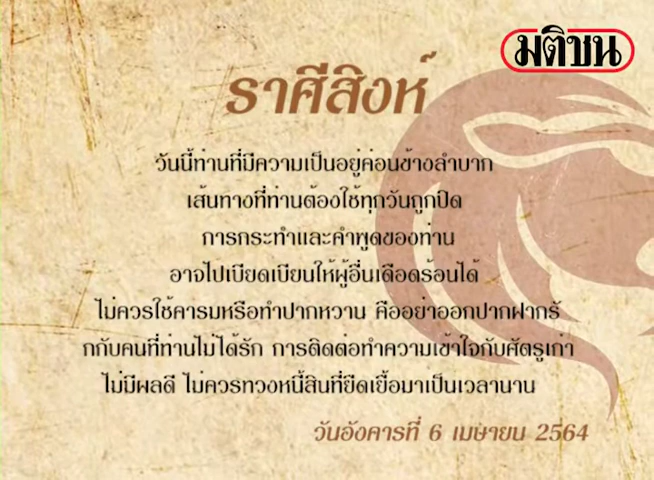 มติชน
ราศีสิงห์
วันนี้ท่านที่มีความเป็นอยู่ค่อนข้างลำบาก
เส้นทางที่ท่านต้องใช้ทุกวันถูกปิด
การกระทำและคำพูดของท่าน
อาจไปเบียดเบียนให้ผู้อื่นเดือดร้อนได้
ไม่ควรใช้คารมหรือทำปากหวาน คืออย่าออกปากฝากรั
กกับคนที่ท่านไม่ได้รัก การติดต่อทำความเข้าใจกับศัตรูเก่า
ไม่มีผลดี ไม่ควรทวงหนี้สินที่ยืดเยื้อมาเป็นเวลานาน
วันอังคารที่ 6 เมษายน 2564